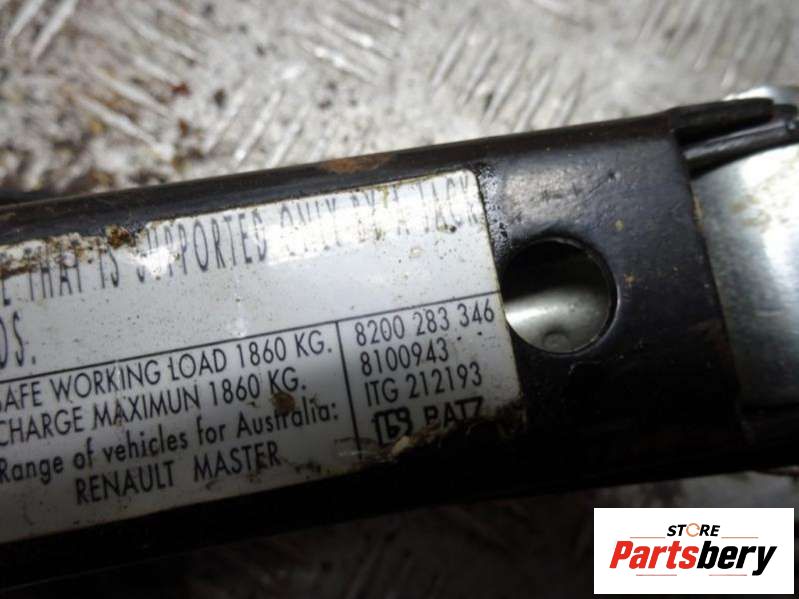 THAT IS SUPPORTED ONLY BY A JACK
OS.
SAFE WORKING LOAD 1860 KG.
CHARGE MAXIMUN 1860 KG.
Range of vehicles for Australia:
RENAULT MASTER
8200 283 346
8100943
ITG 212193
BATZ
STORE
Partsbery